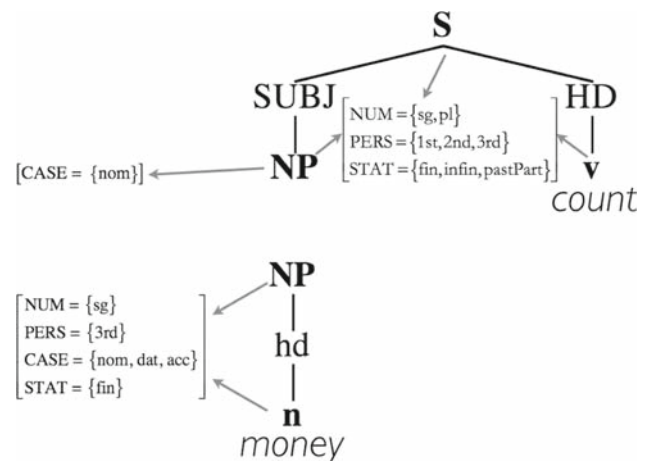 S
SUBJ HD
NUM = {sg, pl}
PERS = {1st, 2nd, 3rd}
STAT = {fin, infin, pastPart}
[CASE = {nom}] NP v
count
NP
NUM = {sg}
PERS = {3rd}
CASE = {nom, dat, acc}
STAT = {fin}
hd
n
money